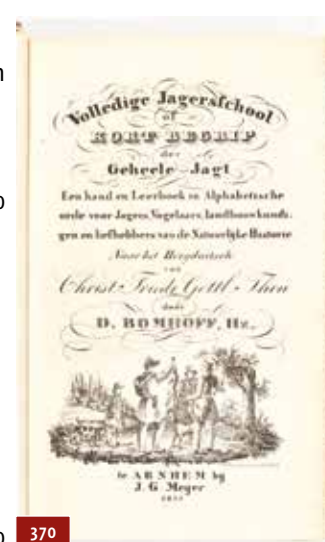 Volledige Jagersschool
of
KORT BEGRIP
der
Geheele Jagt
Een hand en Leerboek in Alphabetische
orde voor Jagers, Vogelaars, landbouwkundi,
gen en liefhebbers van de Natuurlijke Historie
Naar het Hoogduitsch
van
Christ. Friedr. Gottl. Thon
door
D. BOMHOFF, Hz.
te ARNHEM by
J. G. Meyer
370